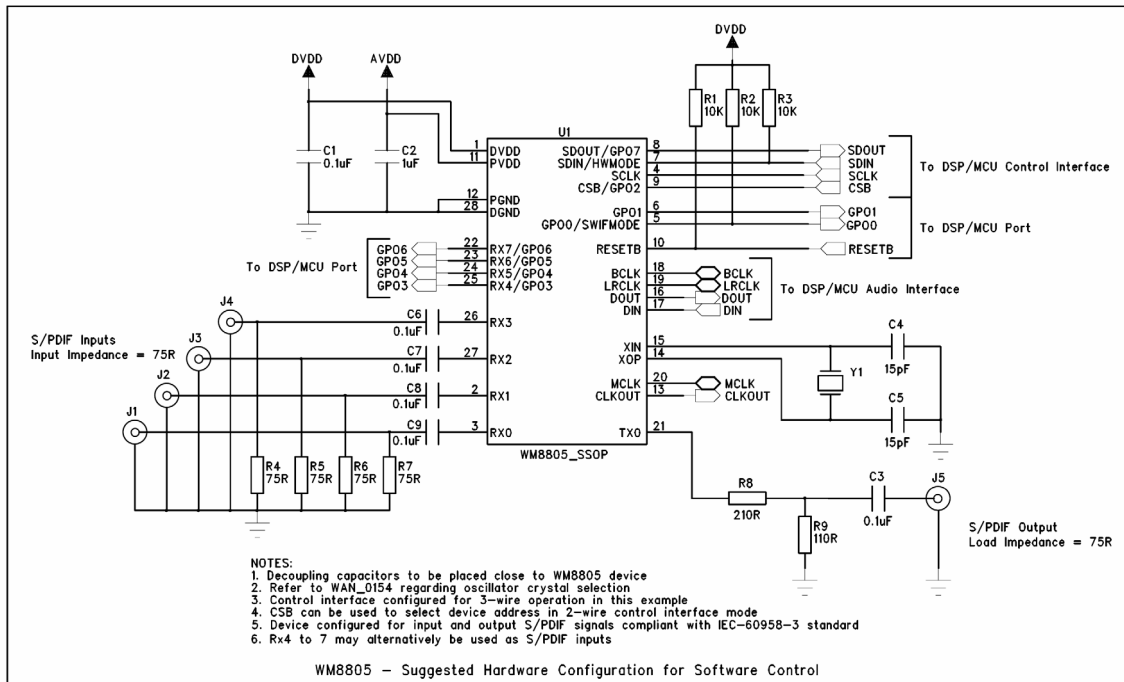 DVDD
AVDD
DVDD
C1
0.1uF
C2
1uF
R1
10K
R2
10K
R3
10K
U1
1 DVDD
11 PVDD
12 PGND
28 DGND
SDOUT/GPO7 8 SDOUT
SDIN/HWMODE 7 SDIN
SCLK 4 SCLK
CSB/GPO2 9 CSB
To DSP/MCU Control Interface
GPO1 6 GPO1
GPO0/SWIFMODE 5 GPO0
RESETB 10 RESETB
To DSP/MCU Port
To DSP/MCU Port
GPO6 22 RX7/GPO6
GPO5 23 RX6/GPO5
GPO4 24 RX5/GPO4
GPO3 25 RX4/GPO3
BCLK 18 BCLK
LRCLK 19 LRCLK
DOUT 16 DOUT
DIN 17 DIN
To DSP/MCU Audio Interface
S/PDIF Inputs
Input Impedance = 75R
J4
C6
0.1uF
26 RX3
J3
C7
0.1uF
27 RX2
J2
C8
0.1uF
2 RX1
J1
C9
0.1uF
3 RX0
XIN 15
XOP 14
C4
15pF
Y1
C5
15pF
MCLK 20 MCLK
CLKOUT 13 CLKOUT
TX0 21
WM8805_SSOP
R4
75R
R5
75R
R6
75R
R7
75R
R8
210R
R9
110R
C3
0.1uF
J5
S/PDIF Output
Load Impedance = 75R
NOTES:
1. Decoupling capacitors to be placed close to WM8805 device
2. Refer to WAN_0154 regarding oscillator crystal selection
3. Control interface configured for 3-wire operation in this example
4. CSB can be used to select device address in 2-wire control interface mode
5. Device configured for input and output S/PDIF signals compliant with IEC-60958-3 standard
6. Rx4 to 7 may alternatively be used as S/PDIF inputs
WM8805 - Suggested Hardware Configuration for Software Control